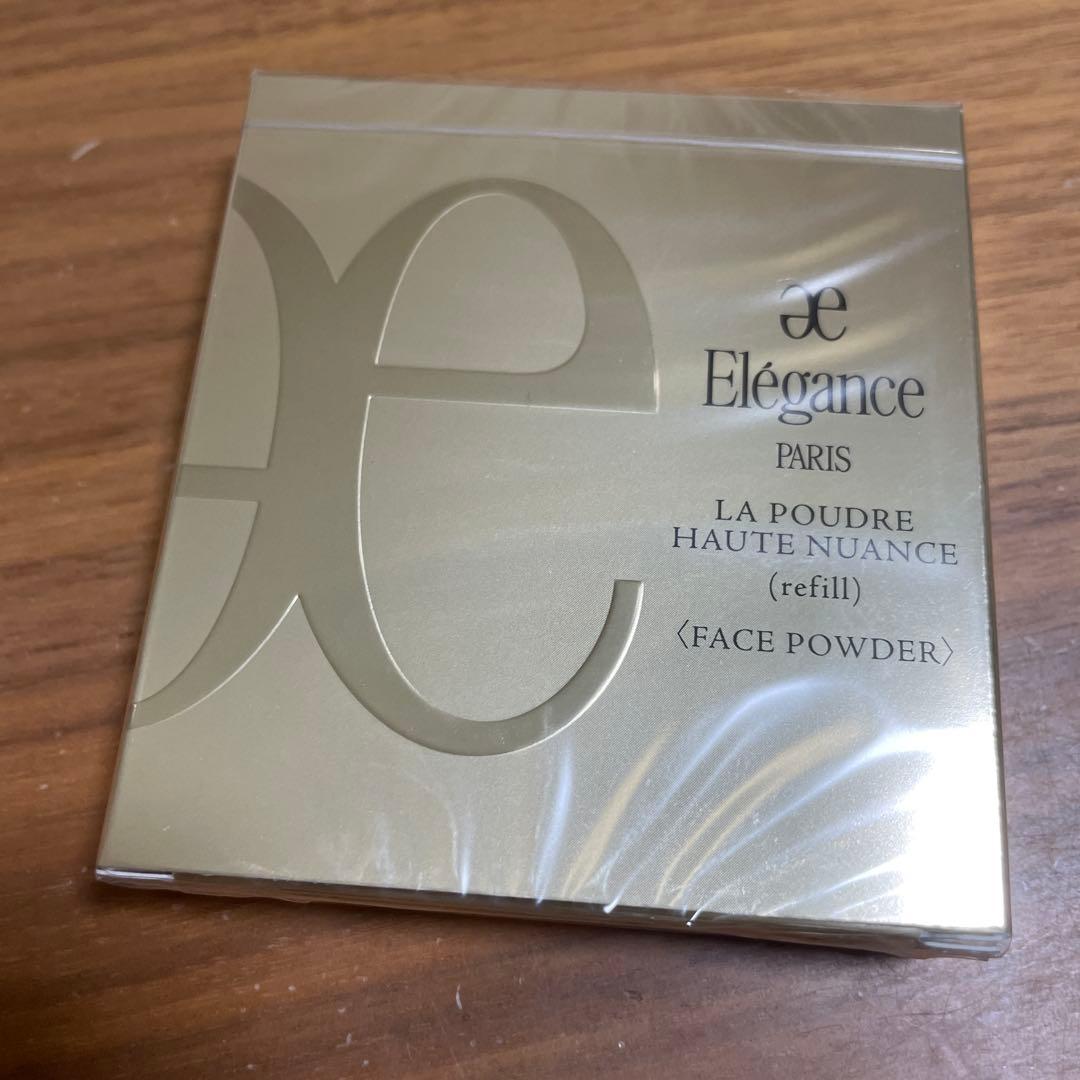 Elégance
PARIS
LA POUDRE
HAUTE NUANCE
(refill)
〈FACE POWDER〉